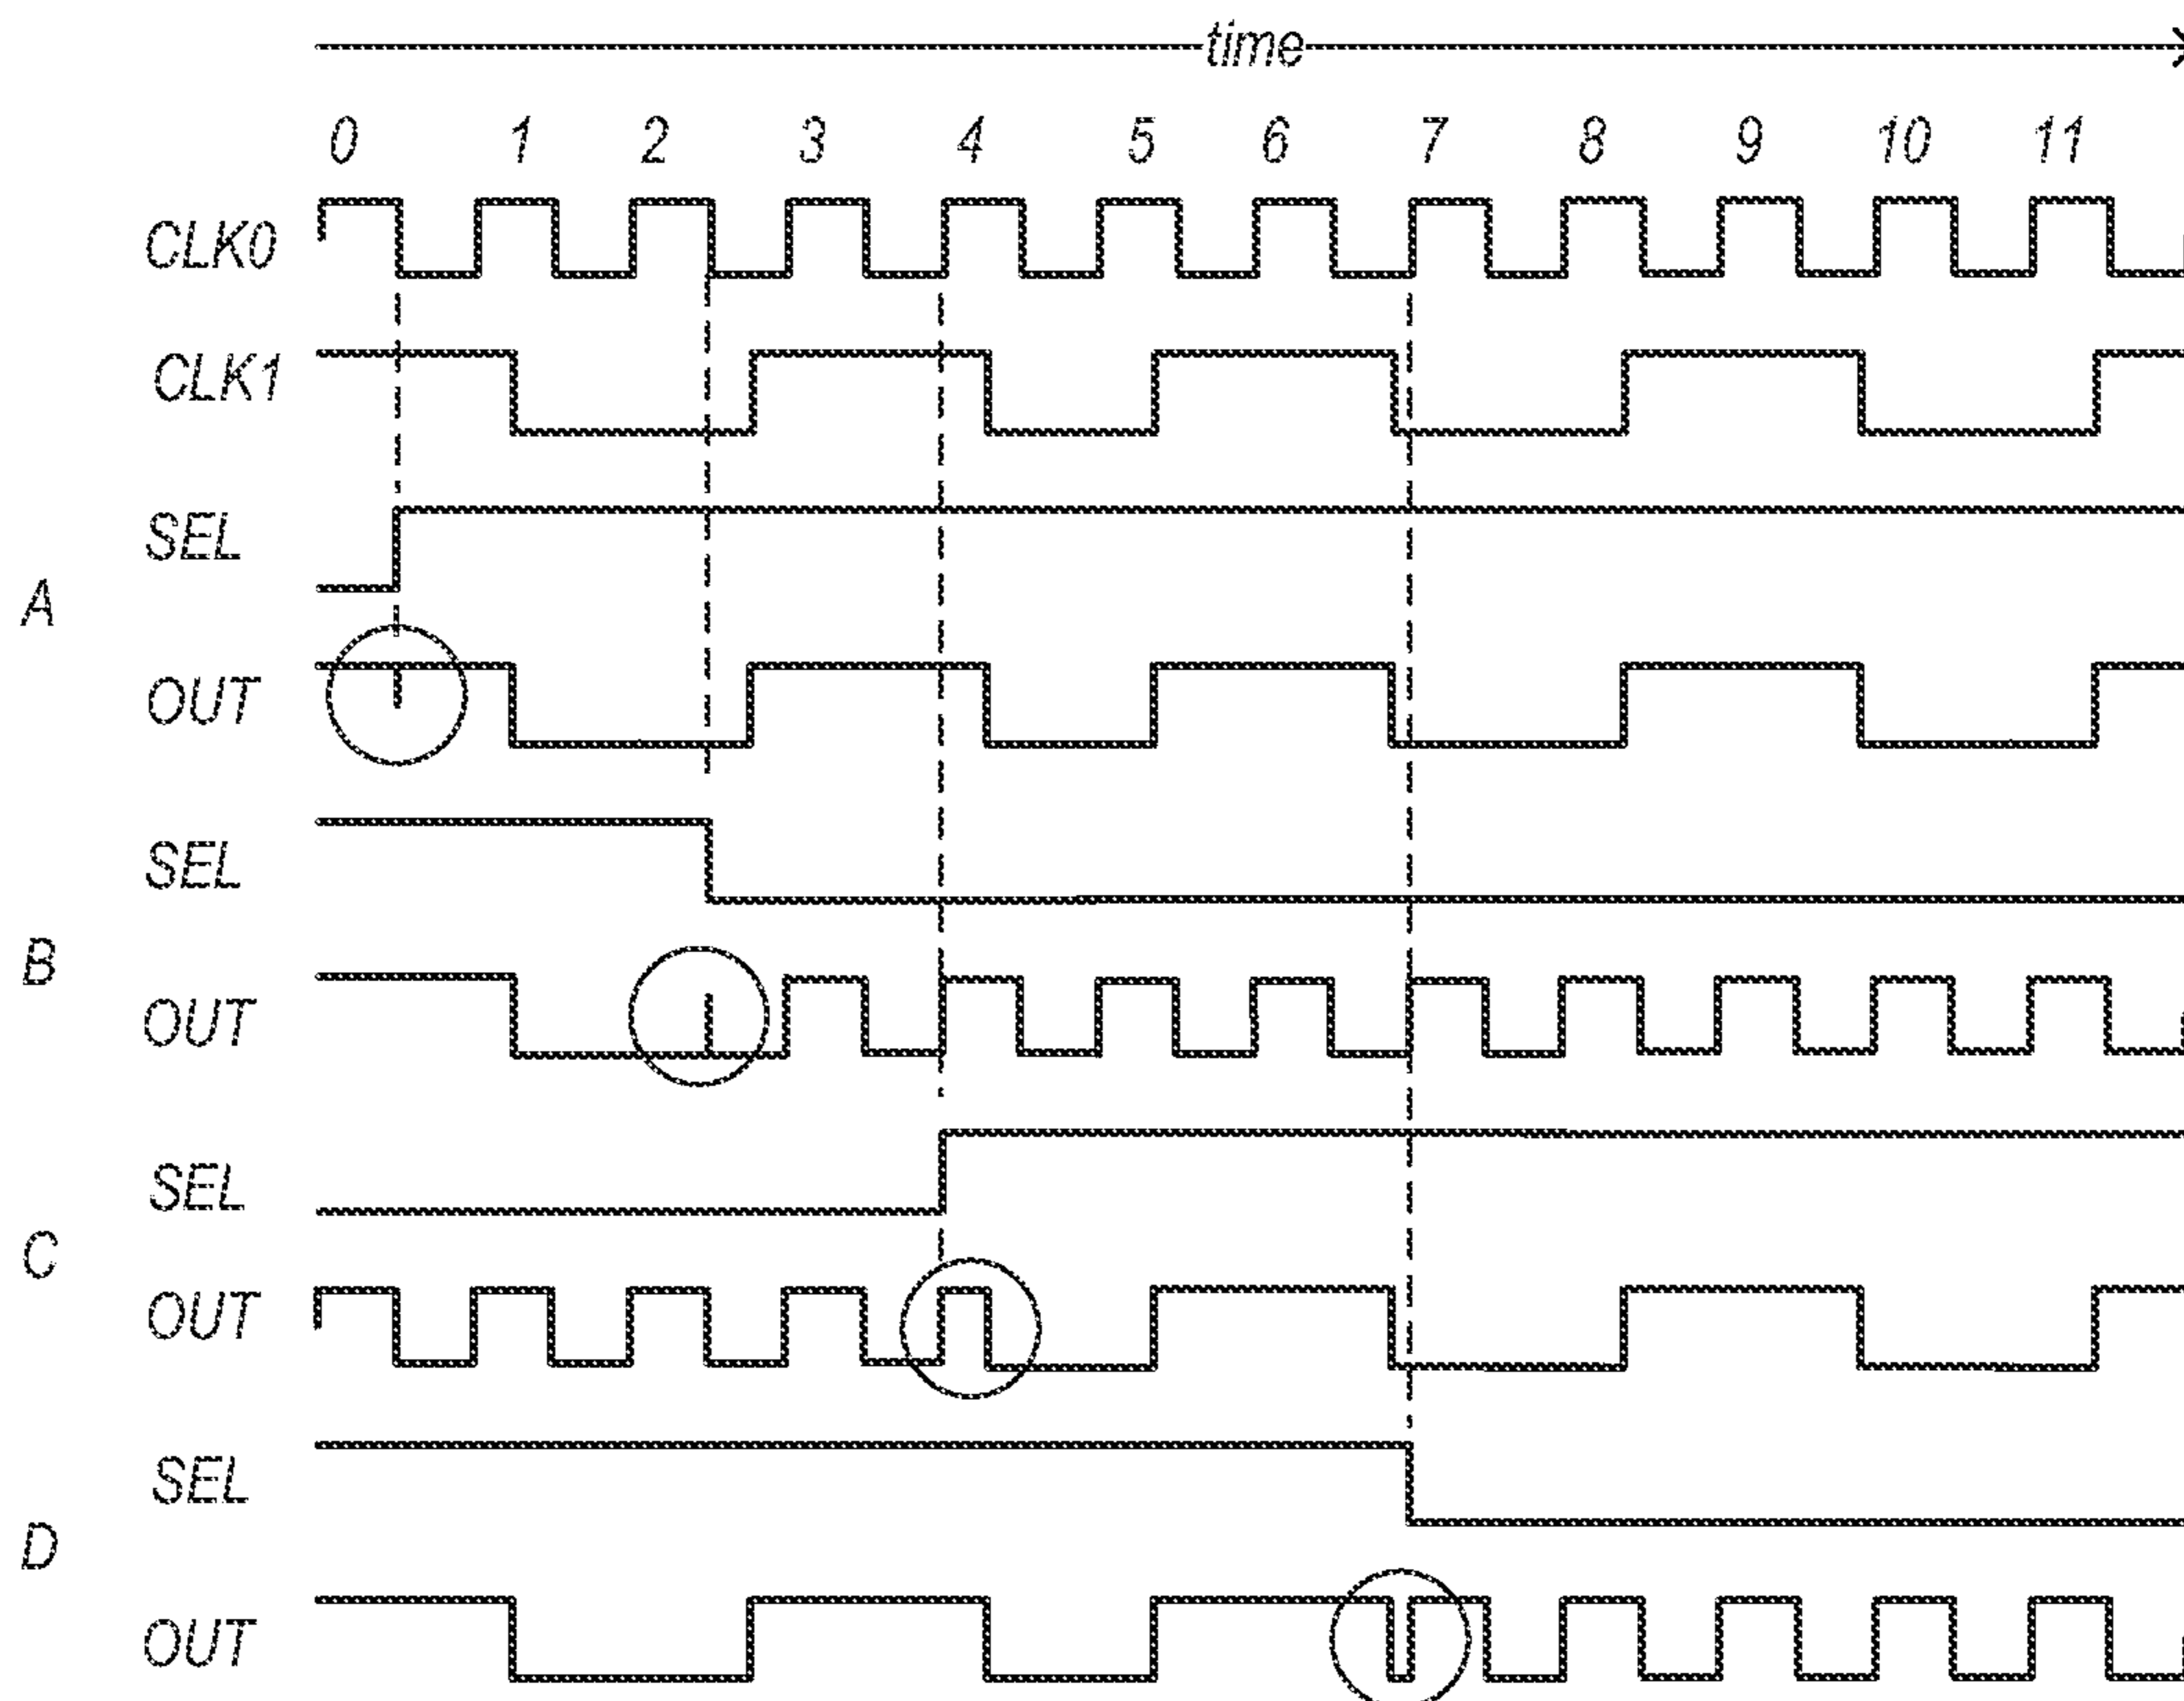 time
0 1 2 3 4 5 6 7 8 9 10 11
CLK0
CLK1
SEL
A
OUT
SEL
B
OUT
SEL
C
OUT
SEL
D
OUT